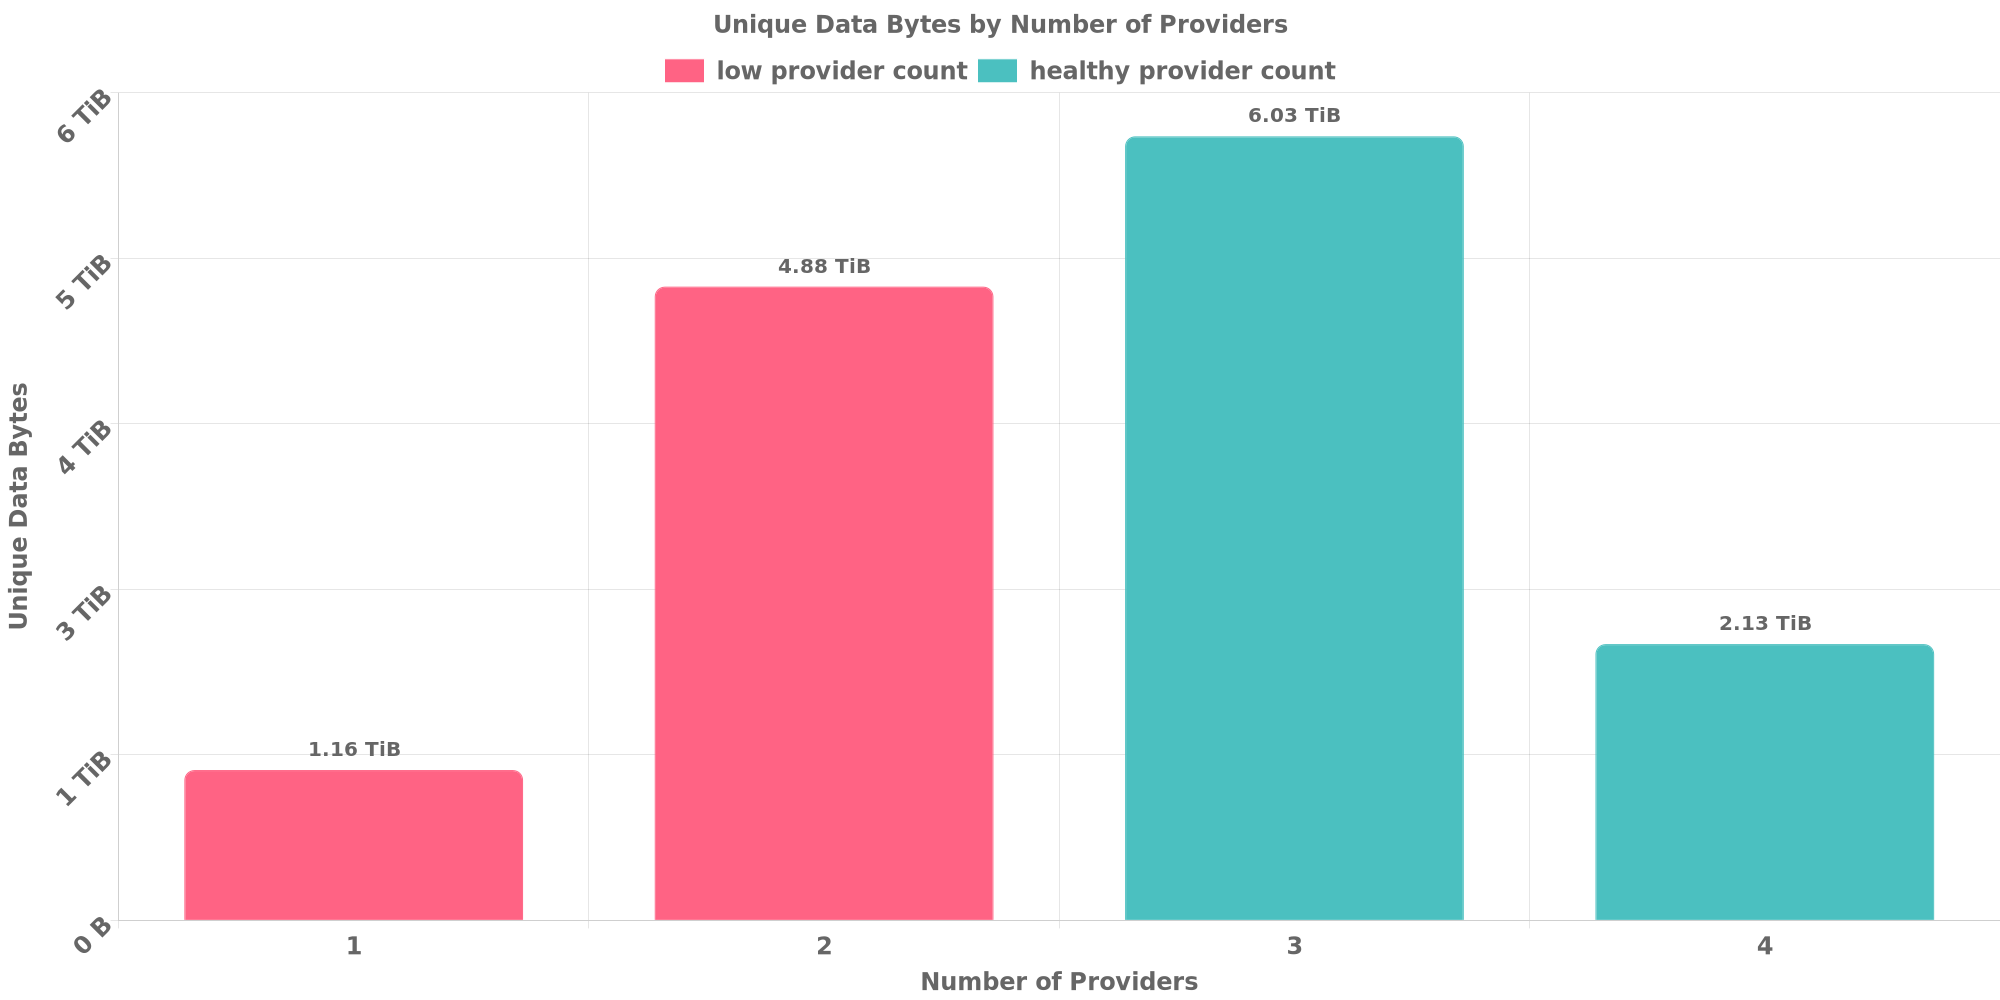 Unique Data Bytes by Number of Providers
low provider count healthy provider count
6 TiB
5 TiB
4 TiB
3 TiB
1 TiB
0 B
Unique Data Bytes
1.16 TiB
4.88 TiB
6.03 TiB
2.13 TiB
1 2 3 4
Number of Providers